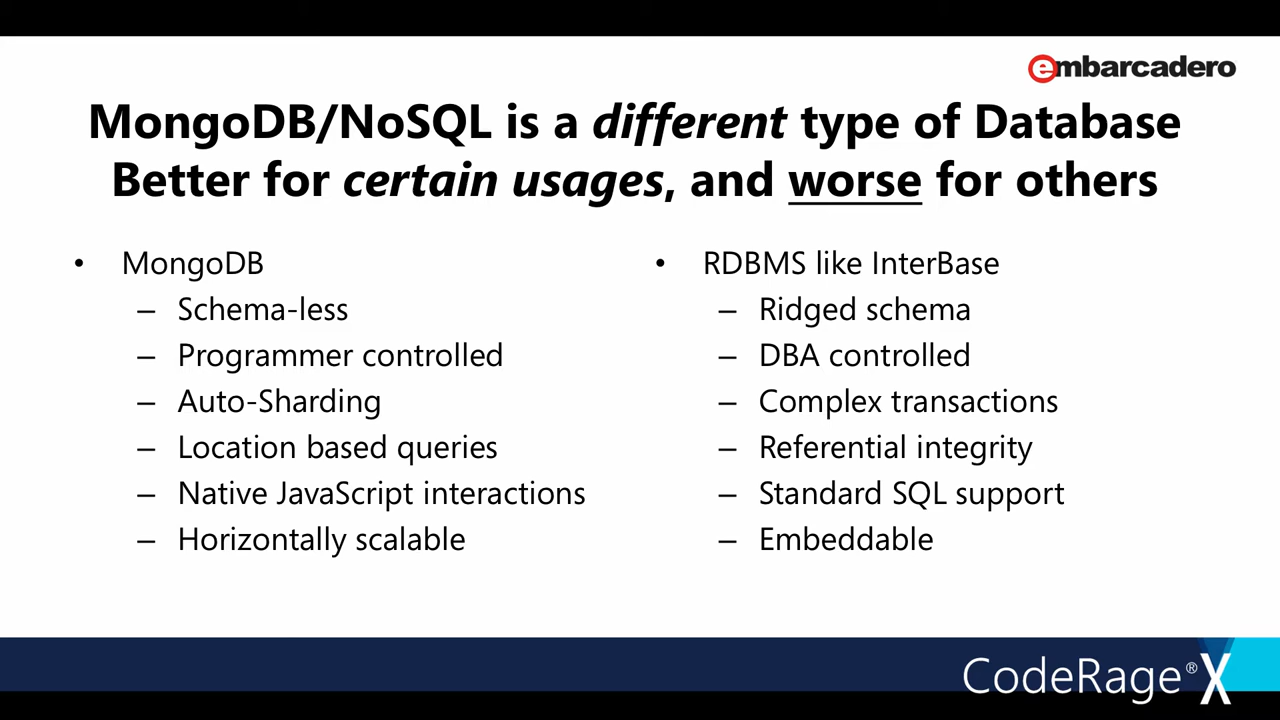 embarcadero
MongoDB/NoSQL is a different type of Database
Better for certain usages, and worse for others
• MongoDB
– Schema-less
– Programmer controlled
– Auto-Sharding
– Location based queries
– Native JavaScript interactions
– Horizontally scalable
• RDBMS like InterBase
– Ridged schema
– DBA controlled
– Complex transactions
– Referential integrity
– Standard SQL support
– Embeddable
CodeRage® X